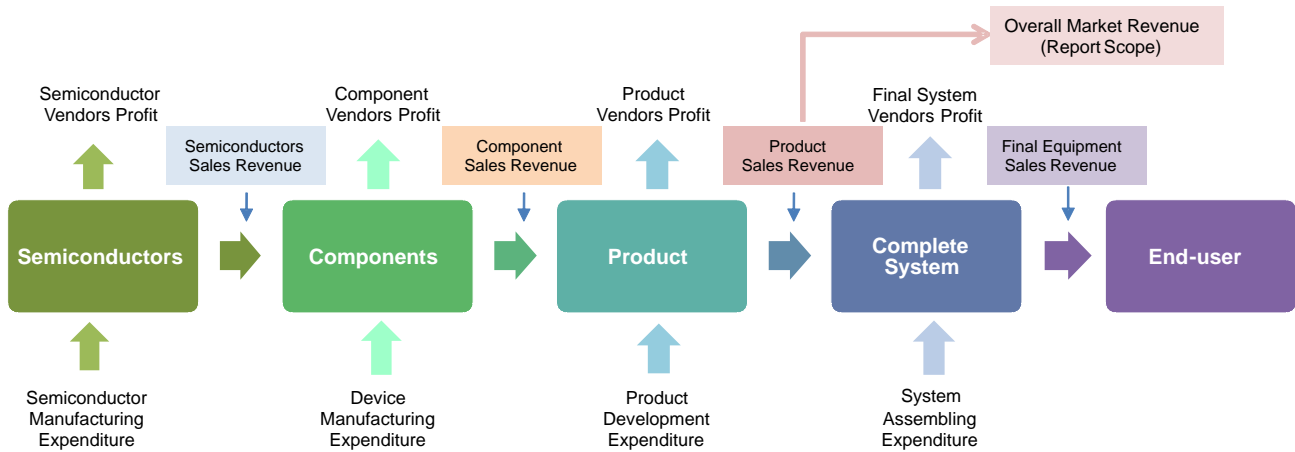 Overall Market Revenue
(Report Scope)
Semiconductor
Vendors Profit
Component
Vendors Profit
Product
Vendors Profit
Final System
Vendors Profit
Semiconductors
Sales Revenue
Component
Sales Revenue
Product
Sales Revenue
Final Equipment
Sales Revenue
Semiconductors
Components
Product
Complete
System
End-user
Semiconductor
Manufacturing
Expenditure
Device
Manufacturing
Expenditure
Product
Development
Expenditure
System
Assembling
Expenditure